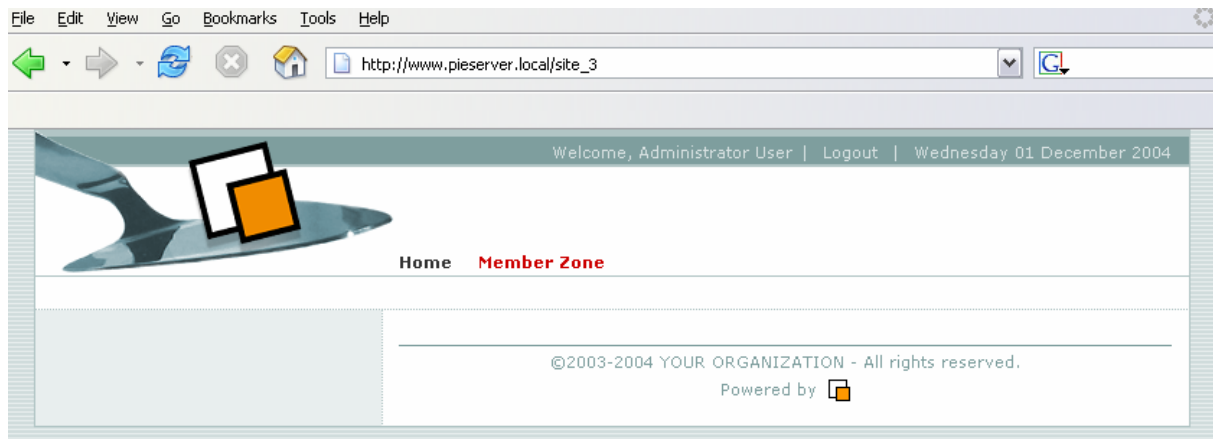 File Edit View Go Bookmarks Tools Help
http://www.pieserver.local/site_3
G
Welcome, Administrator User | Logout | Wednesday 01 December 2004
Home Member Zone
©2003-2004 YOUR ORGANIZATION - All rights reserved.
Powered by